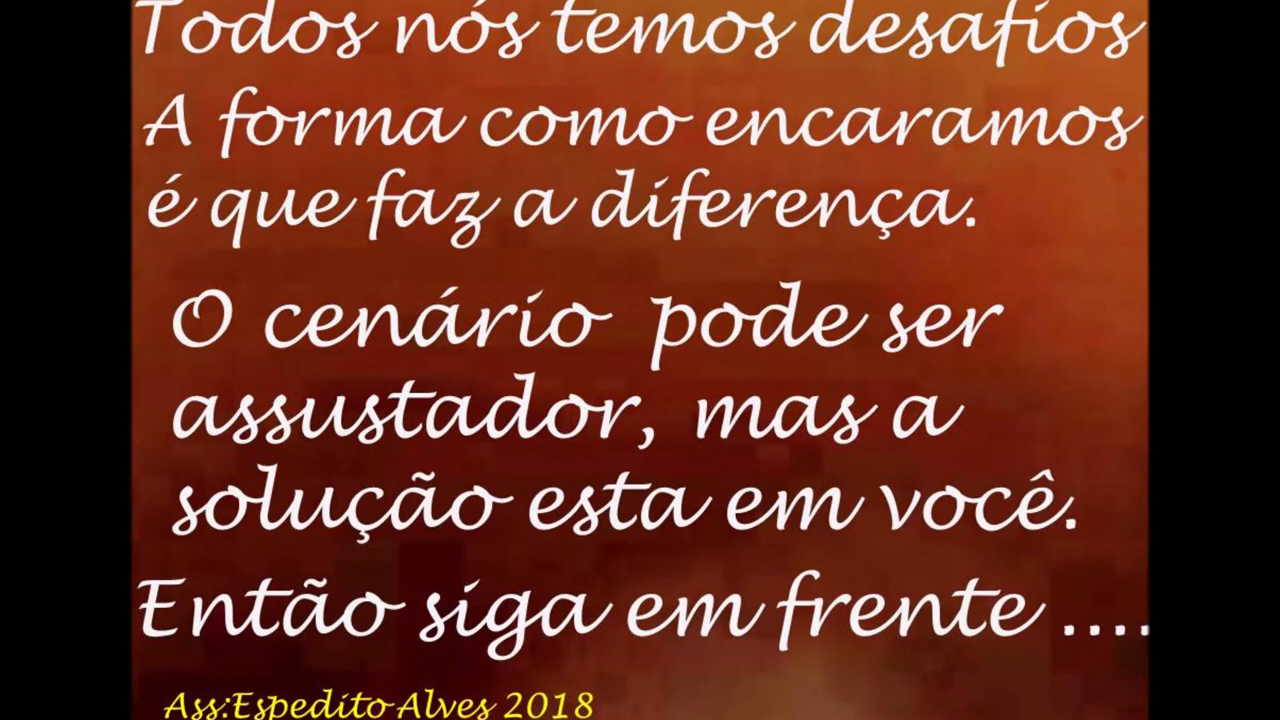 Todos nós temos desafios
A forma como encaramos
é que faz a diferença.
O cenário pode ser
assustador, mas a
solução esta em você.
Então siga em frente ....
Ass:Espedito Alves 2018